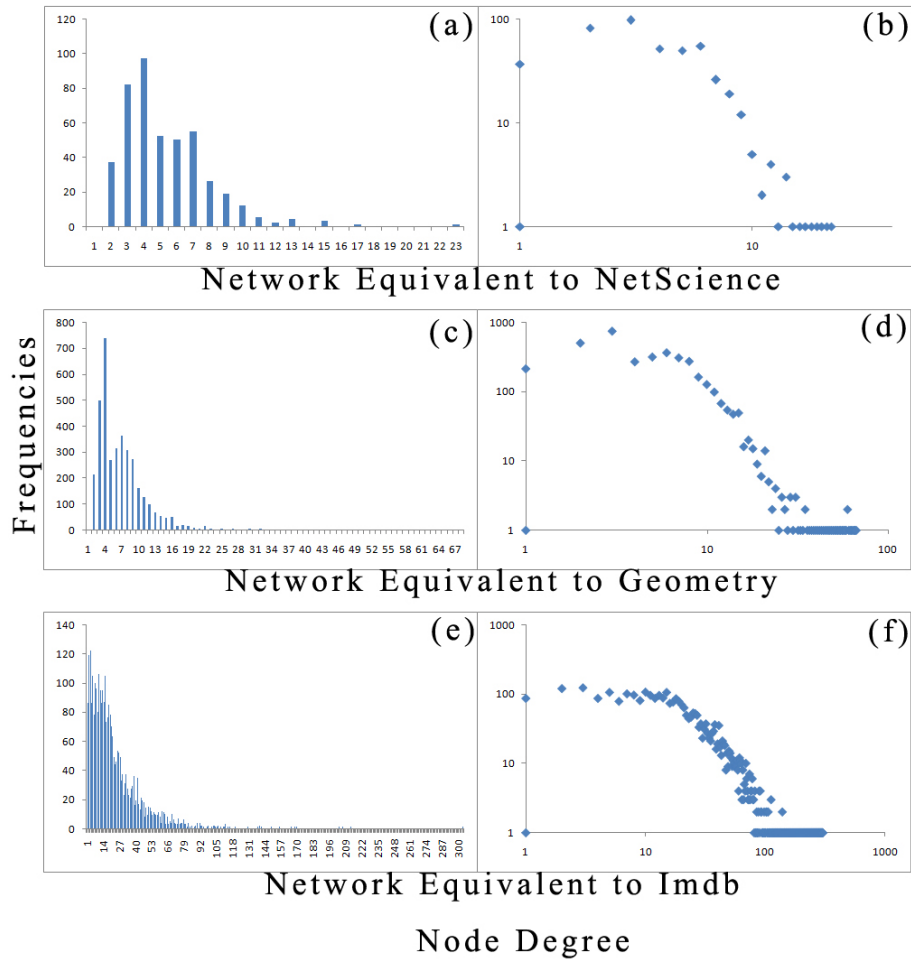 (a)
120
100
80
60
40
20
0
1 2 3 4 5 6 7 8 9 10 11 12 13 14 15 16 17 18 19 20 21 22 23
(b)
100
10
1
1 10
Network Equivalent to NetScience
Frequencies
(c)
800
700
600
500
400
300
200
100
0
1 4 7 10 13 16 19 22 25 28 31 34 37 40 43 46 49 52 55 58 61 64 67
(d)
1000
100
10
1
1 10 100
Network Equivalent to Geometry
(e)
140
120
100
80
60
40
20
0
1 14 27 40 53 66 79 92 105 118 131 144 157 170 183 196 209 222 235 248 261 274 287 300
(f)
1000
100
10
1
1 10 100 1000
Network Equivalent to Imdb
Node Degree